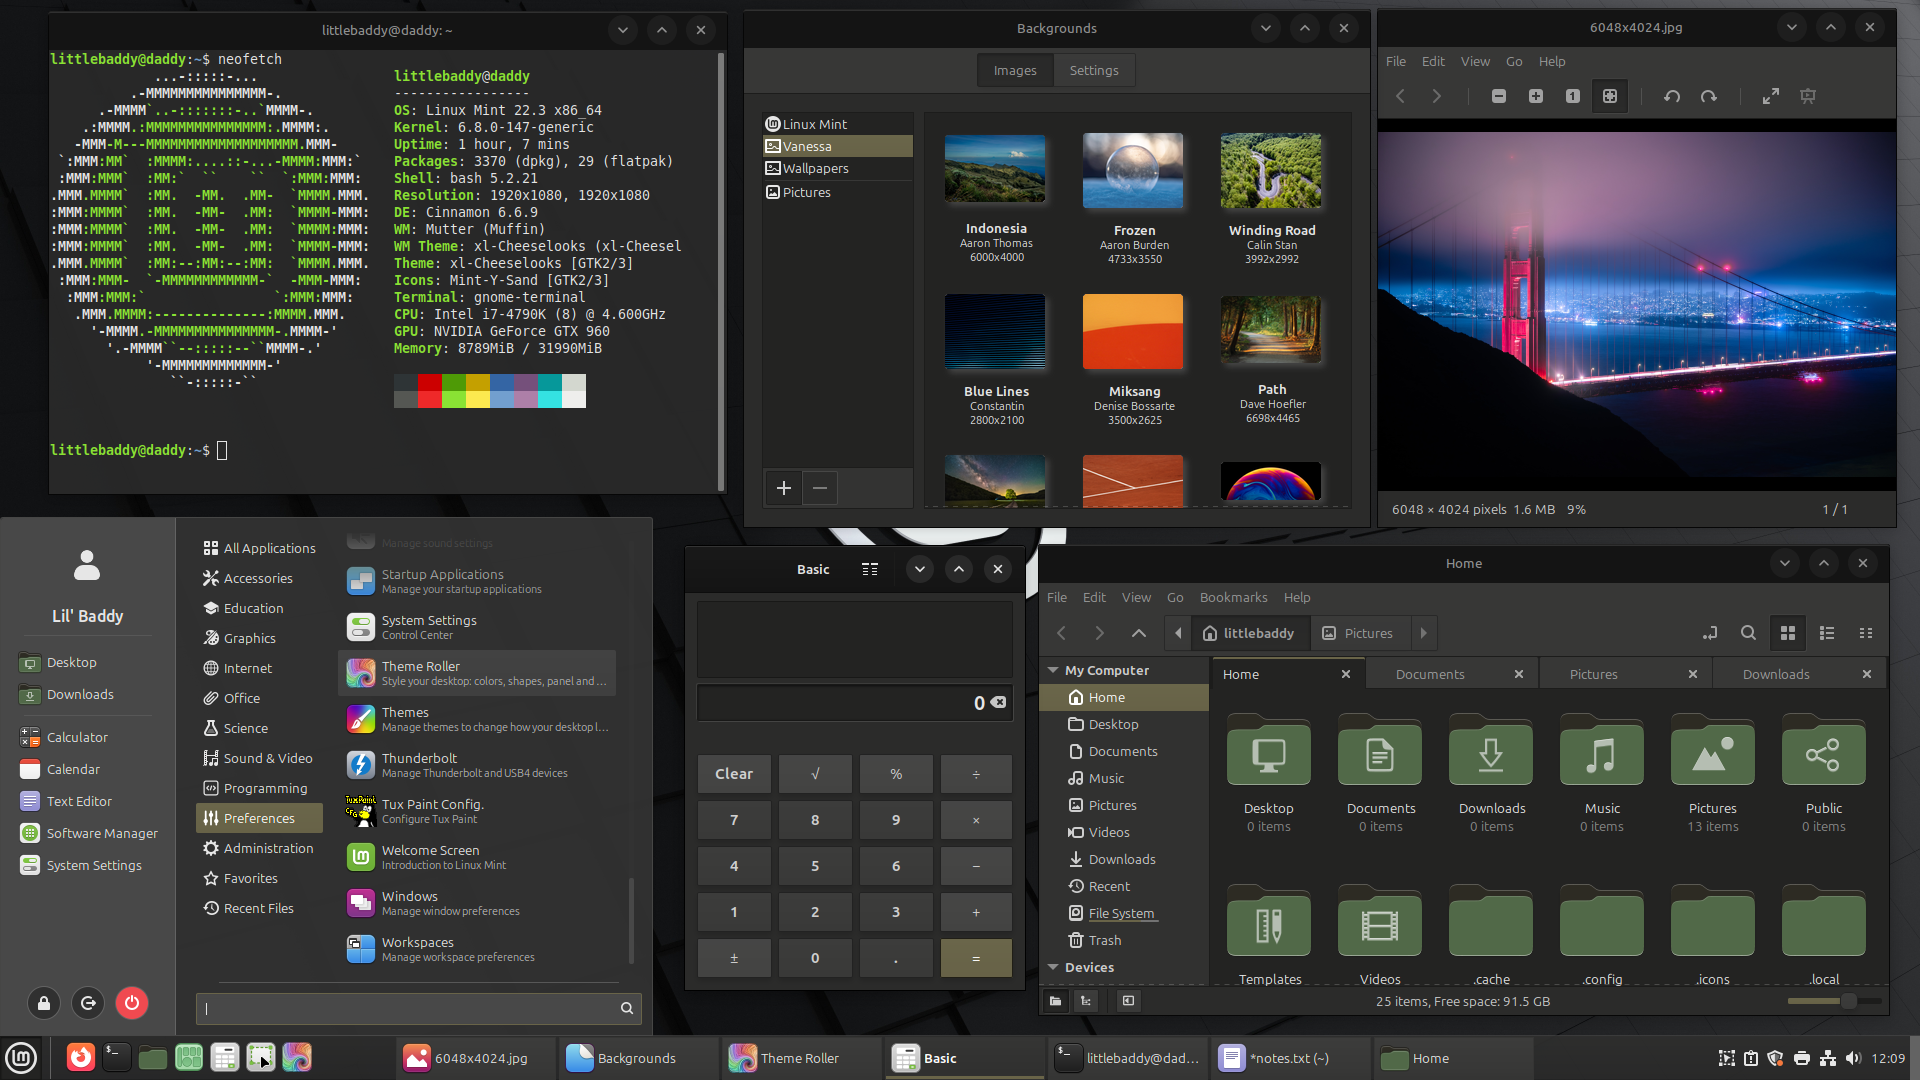 littlebaddy@daddy: ~
littlebaddy@daddy:~$ neofetch
littlebaddy@daddy
-----------------
OS: Linux Mint 22.3 x86_64
Kernel: 6.8.0-147-generic
Uptime: 1 hour, 7 mins
Packages: 3370 (dpkg), 29 (flatpak)
Shell: bash 5.2.21
Resolution: 1920x1080, 1920x1080
DE: Cinnamon 6.6.9
WM: Mutter (Muffin)
WM Theme: xl-Cheeselooks (xl-Cheesel
Theme: xl-Cheeselooks [GTK2/3]
Icons: Mint-Y-Sand [GTK2/3]
Terminal: gnome-terminal
CPU: Intel i7-4790K (8) @ 4.600GHz
GPU: NVIDIA GeForce GTX 960
Memory: 8789MiB / 31990MiB
littlebaddy@daddy:~$
Backgrounds
Images Settings
Linux Mint
Vanessa
Wallpapers
Pictures
Indonesia
Aaron Thomas
6000x4000
Frozen
Aaron Burden
4733x3550
Winding Road
Calin Stan
3992x2992
Blue Lines
Constantin
2800x2100
Miksang
Denise Bossarte
3500x2625
Path
Dave Hoefler
6698x4465
6048x4024.jpg
File Edit View Go Help
6048 × 4024 pixels 1.6 MB 9% 1 / 1
Lil' Baddy
Desktop
Downloads
Calculator
Calendar
Text Editor
Software Manager
System Settings
All Applications
Accessories
Education
Graphics
Internet
Office
Science
Sound & Video
Programming
Preferences
Administration
Favorites
Recent Files
Manage sound settings
Startup Applications
Manage your startup applications
System Settings
Control Center
Theme Roller
Style your desktop: colors, shapes, panel and ...
Themes
Manage themes to change how your desktop l...
Thunderbolt
Manage Thunderbolt and USB4 devices
Tux Paint Config.
Configure Tux Paint
Welcome Screen
Introduction to Linux Mint
Windows
Manage window preferences
Workspaces
Manage workspace preferences
Basic
0
Clear √ % ÷
7 8 9 ×
4 5 6 −
1 2 3 +
± 0 . =
Home
File Edit View Go Bookmarks Help
littlebaddy Pictures
My Computer
Home
Desktop
Documents
Music
Pictures
Videos
Downloads
Recent
File System
Trash
Devices
Home Documents Pictures Downloads
Desktop
0 items
Documents
0 items
Downloads
0 items
Music
0 items
Pictures
13 items
Public
0 items
Templates
Videos
.cache
.config
.icons
.local
25 items, Free space: 91.5 GB
6048x4024.jpg
Backgrounds
Theme Roller
Basic
littlebaddy@dad...
*notes.txt (~)
Home
12:09